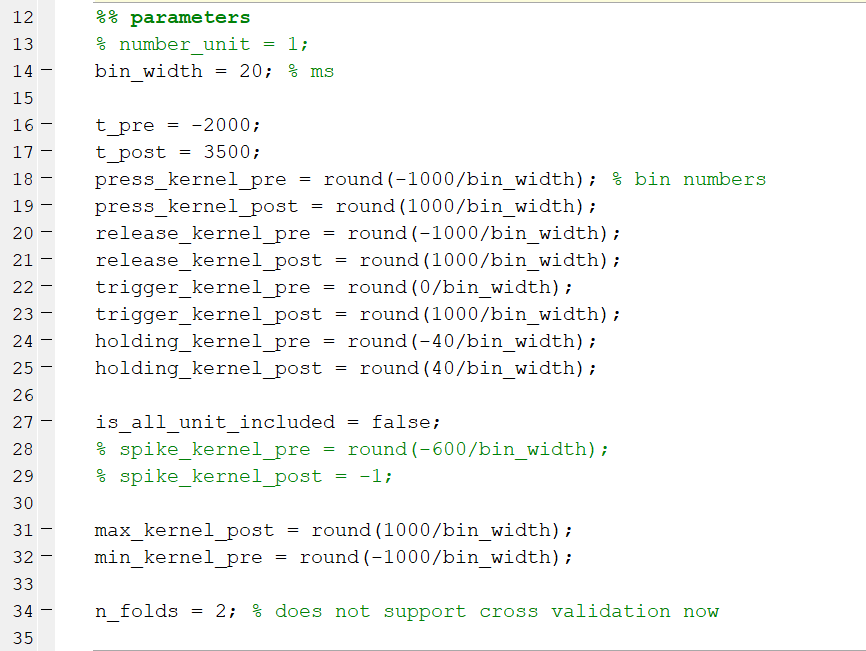 12 %% parameters
13 % number_unit = 1;
14 – bin_width = 20; % ms
15
16 – t_pre = -2000;
17 – t_post = 3500;
18 – press_kernel_pre = round(-1000/bin_width); % bin numbers
19 – press_kernel_post = round(1000/bin_width);
20 – release_kernel_pre = round(-1000/bin_width);
21 – release_kernel_post = round(1000/bin_width);
22 – trigger_kernel_pre = round(0/bin_width);
23 – trigger_kernel_post = round(1000/bin_width);
24 – holding_kernel_pre = round(-40/bin_width);
25 – holding_kernel_post = round(40/bin_width);
26
27 – is_all_unit_included = false;
28 % spike_kernel_pre = round(-600/bin_width);
29 % spike_kernel_post = -1;
30
31 – max_kernel_post = round(1000/bin_width);
32 – min_kernel_pre = round(-1000/bin_width);
33
34 – n_folds = 2; % does not support cross validation now
35